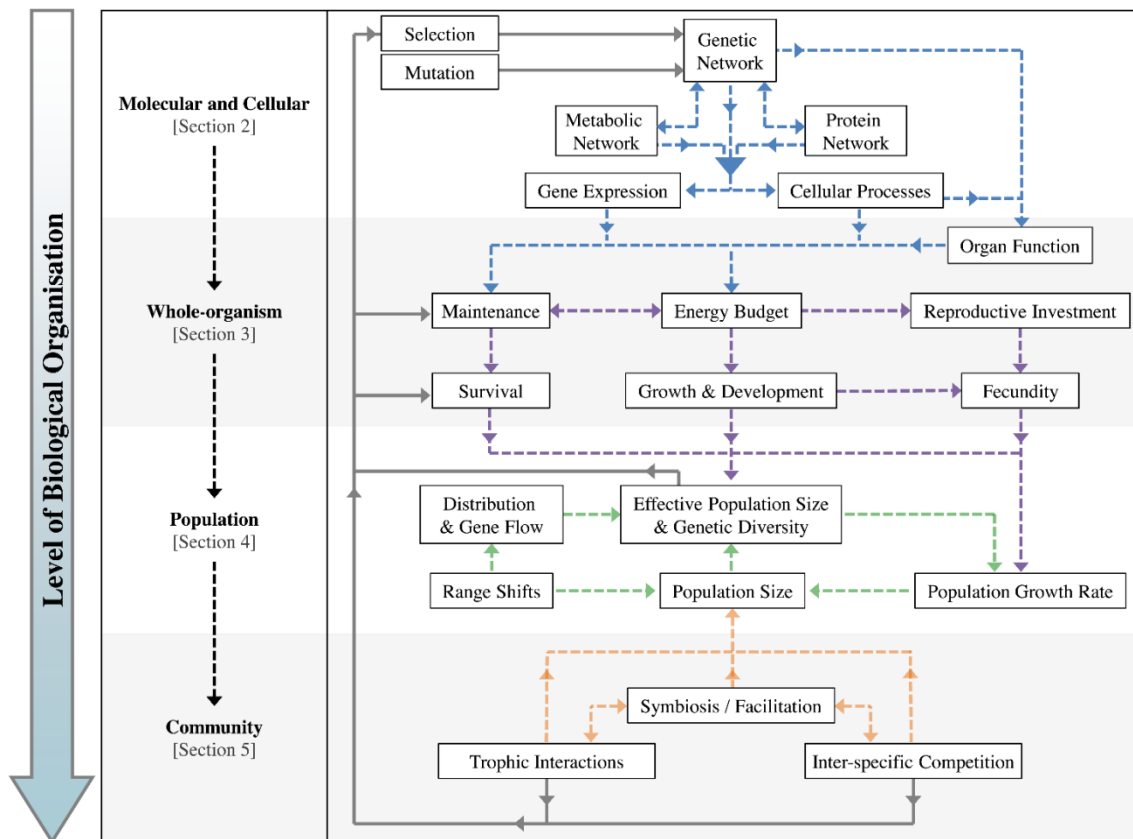 Level of Biological Organisation
Molecular and Cellular
[Section 2]
Whole-organism
[Section 3]
Population
[Section 4]
Community
[Section 5]
Selection
Mutation
Genetic
Network
Metabolic
Network
Protein
Network
Gene Expression
Cellular Processes
Organ Function
Maintenance
Energy Budget
Reproductive Investment
Survival
Growth & Development
Fecundity
Distribution
& Gene Flow
Effective Population Size
& Genetic Diversity
Range Shifts
Population Size
Population Growth Rate
Symbiosis / Facilitation
Trophic Interactions
Inter-specific Competition